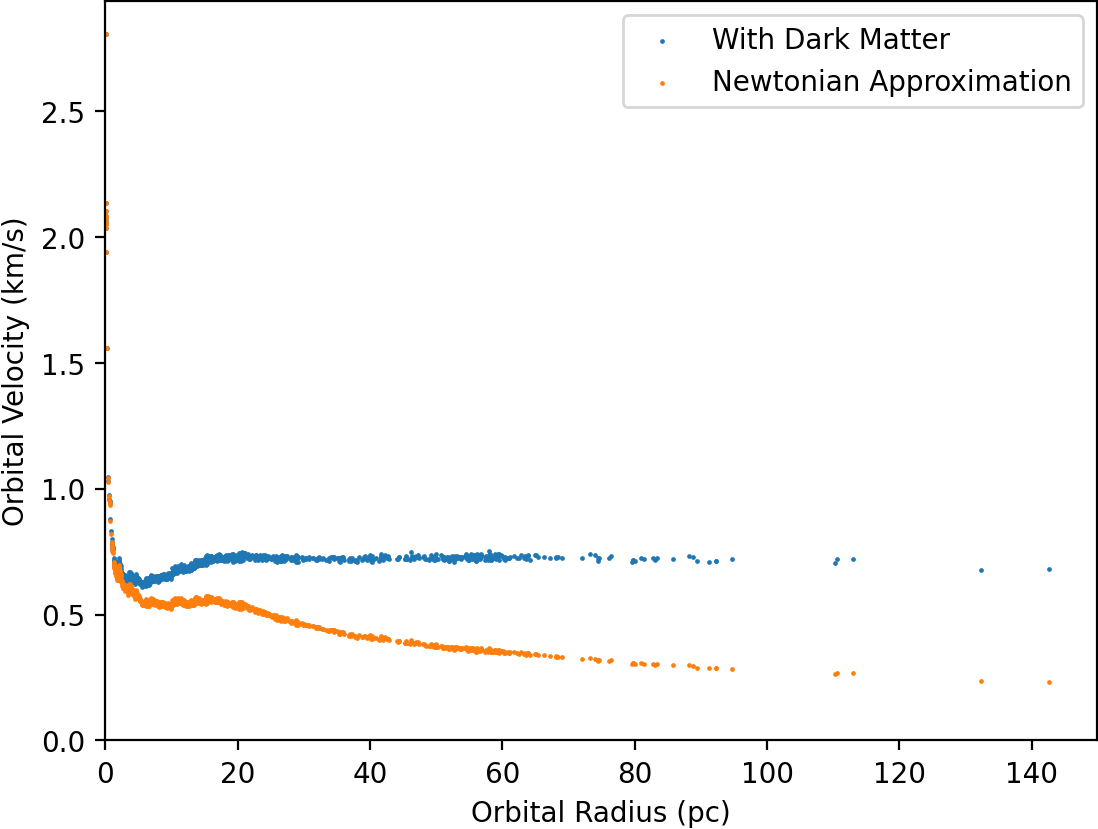 With Dark Matter
Newtonian Approximation
Orbital Velocity (km/s)
2.5
2.0
1.5
1.0
0.5
0.0
0 20 40 60 80 100 120 140
Orbital Radius (pc)